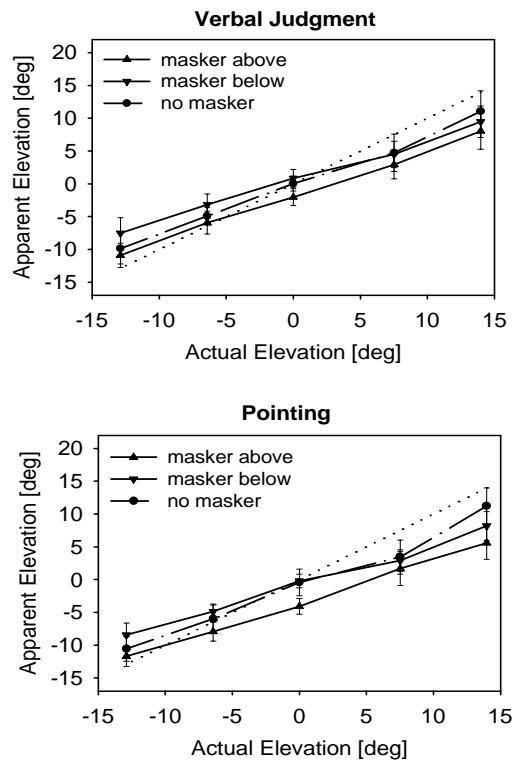 Verbal Judgment
Apparent Elevation [deg]
20
15
10
5
0
-5
-10
-15
masker above
masker below
no masker
-15 -10 -5 0 5 10 15
Actual Elevation [deg]
Pointing
Apparent Elevation [deg]
20
15
10
5
0
-5
-10
-15
masker above
masker below
no masker
-15 -10 -5 0 5 10 15
Actual Elevation [deg]